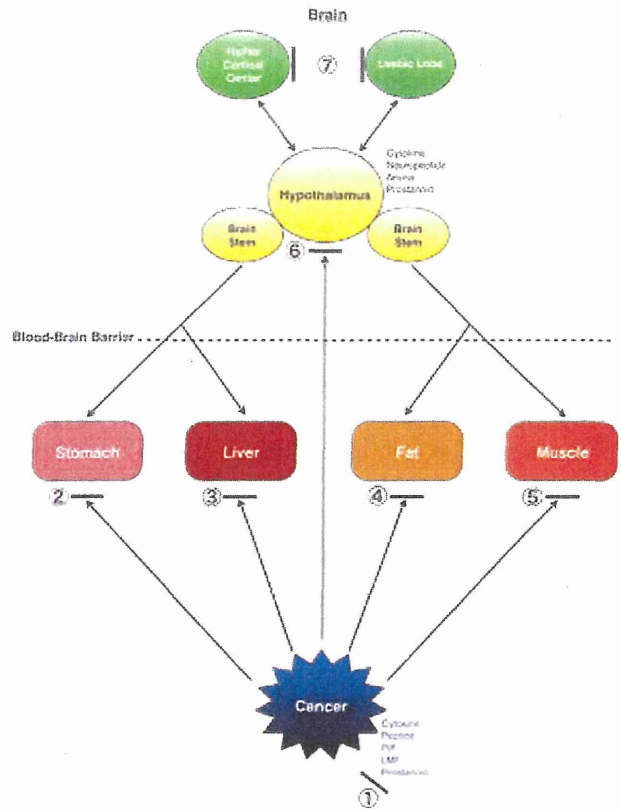 Brain
Higher
Cortical
Center
⑦
Limbic Lobe
Cytokine
Neuropeptide
Amine
Prostanoid
Hypothalamus
Brain
Stem
Brain
Stem
⑥
Blood-Brain Barrier
Stomach
Liver
Fat
Muscle
②
③
④
⑤
Cancer
Cytokine
Peptide
PIF
LMF
Prostanoid
①